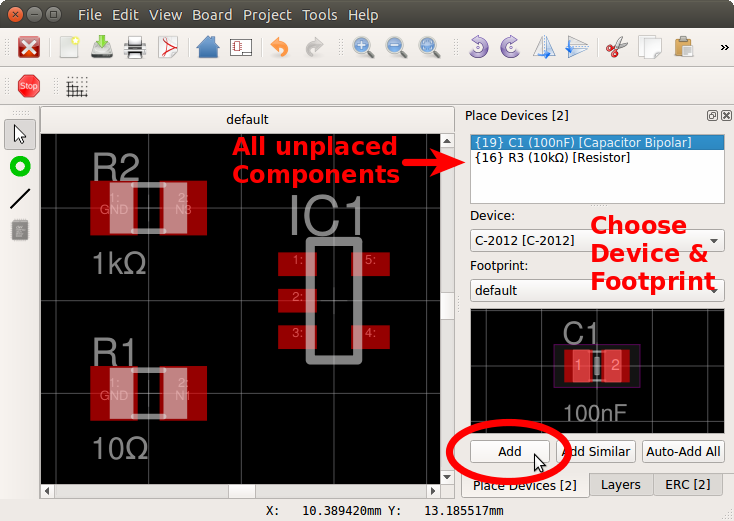 File Edit View Board Project Tools Help
Stop
default
Place Devices [2]
All unplaced
Components
{19} C1 (100nF) [Capacitor Bipolar]
{16} R3 (10kΩ) [Resistor]
Device:
C-2012 [C-2012]
Footprint:
default
Choose
Device &
Footprint
R2
1:
GND
2:
N3
1kΩ
IC1
1:
2:
3:
5:
4:
R1
1:
GND
2:
N1
10Ω
C1
1 2
100nF
Add Add Similar Auto-Add All
Place Devices [2] Layers ERC [2]
X: 10.389420mm Y: 13.185517mm